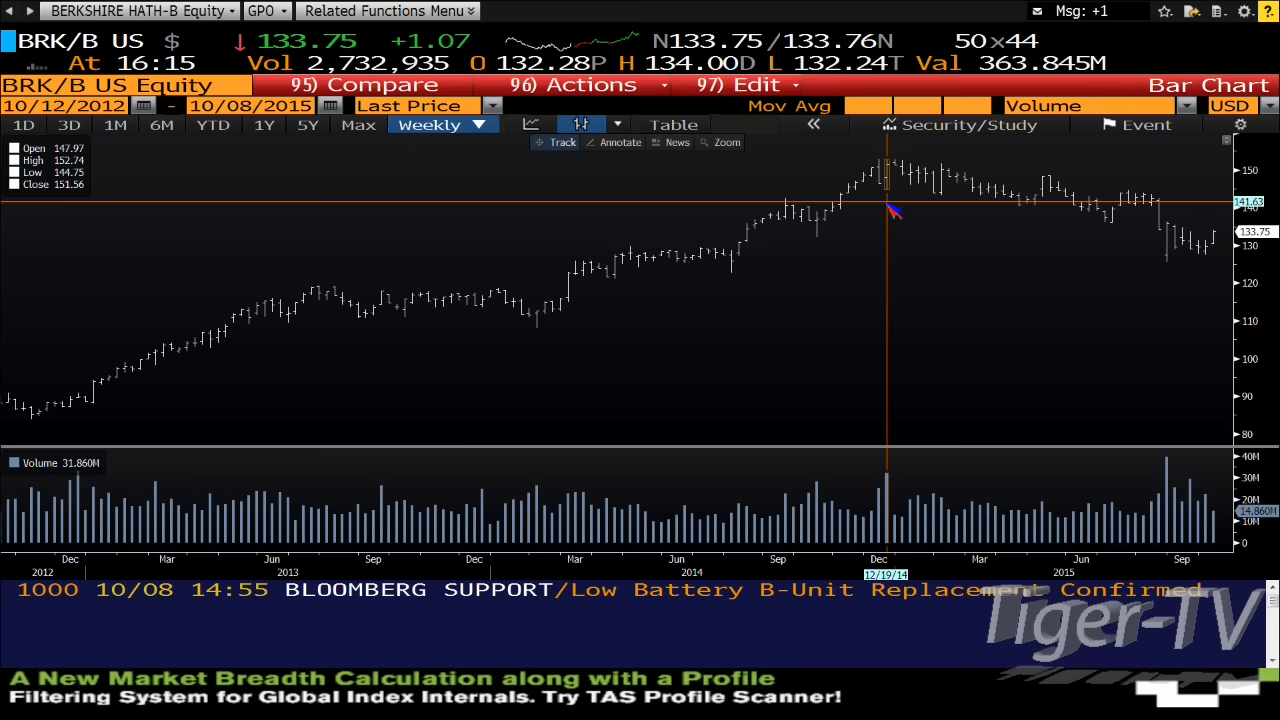 BERKSHIRE HATH-B Equity GPO Related Functions Menu Msg: +1 ?
BRK/B US $ ↓ 133.75 +1.07 N133.75/133.76N 50×44
At 16:15 Vol 2,732,935 O 132.28P H 134.00D L 132.24T Val 363.845M
BRK/B US Equity 95) Compare 96) Actions 97) Edit Bar Chart
10/12/2012 - 10/08/2015 Last Price Mov Avg Volume USD
1D 3D 1M 6M YTD 1Y 5Y Max Weekly ▼ Table « Security/Study Event
Track Annotate News Zoom
Open 147.97
High 152.74
Low 144.75
Close 151.56
150
141.63
140
133.75
130
120
110
100
90
80
Volume 31.860M
40M
30M
20M
14.860M
10M
0
Dec Mar Jun Sep Dec Mar Jun Sep Dec Mar Jun Sep
2012 2013 2014 12/19/14 2015
1000 10/08 14:55 BLOOMBERG SUPPORT/Low Battery B-Unit Replacement Confirmed
Tiger-TV
A New Market Breadth Calculation along with a Profile
Filtering System for Global Index Internals. Try TAS Profile Scanner!